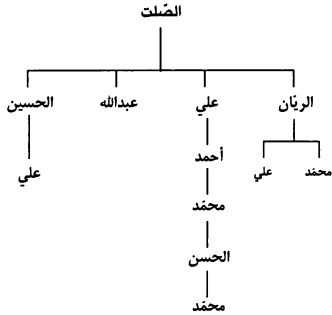 الصّلت
الريّان علي عبدالله الحسين
محمّد علي أحمد علي
محمّد
الحسن
محمّد